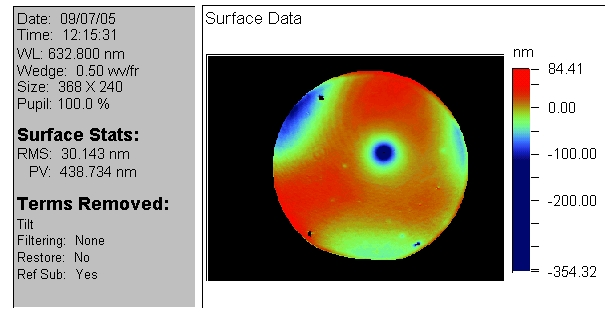 Date: 09/07/05
Time: 12:15:31
WL: 632.800 nm
Wedge: 0.50 wv/fr
Size: 368 X 240
Pupil: 100.0 %
Surface Stats:
RMS: 30.143 nm
PV: 438.734 nm
Terms Removed:
Tilt
Filtering: None
Restore: No
Ref Sub: Yes
Surface Data
nm
84.41
0.00
-100.00
-200.00
-354.32